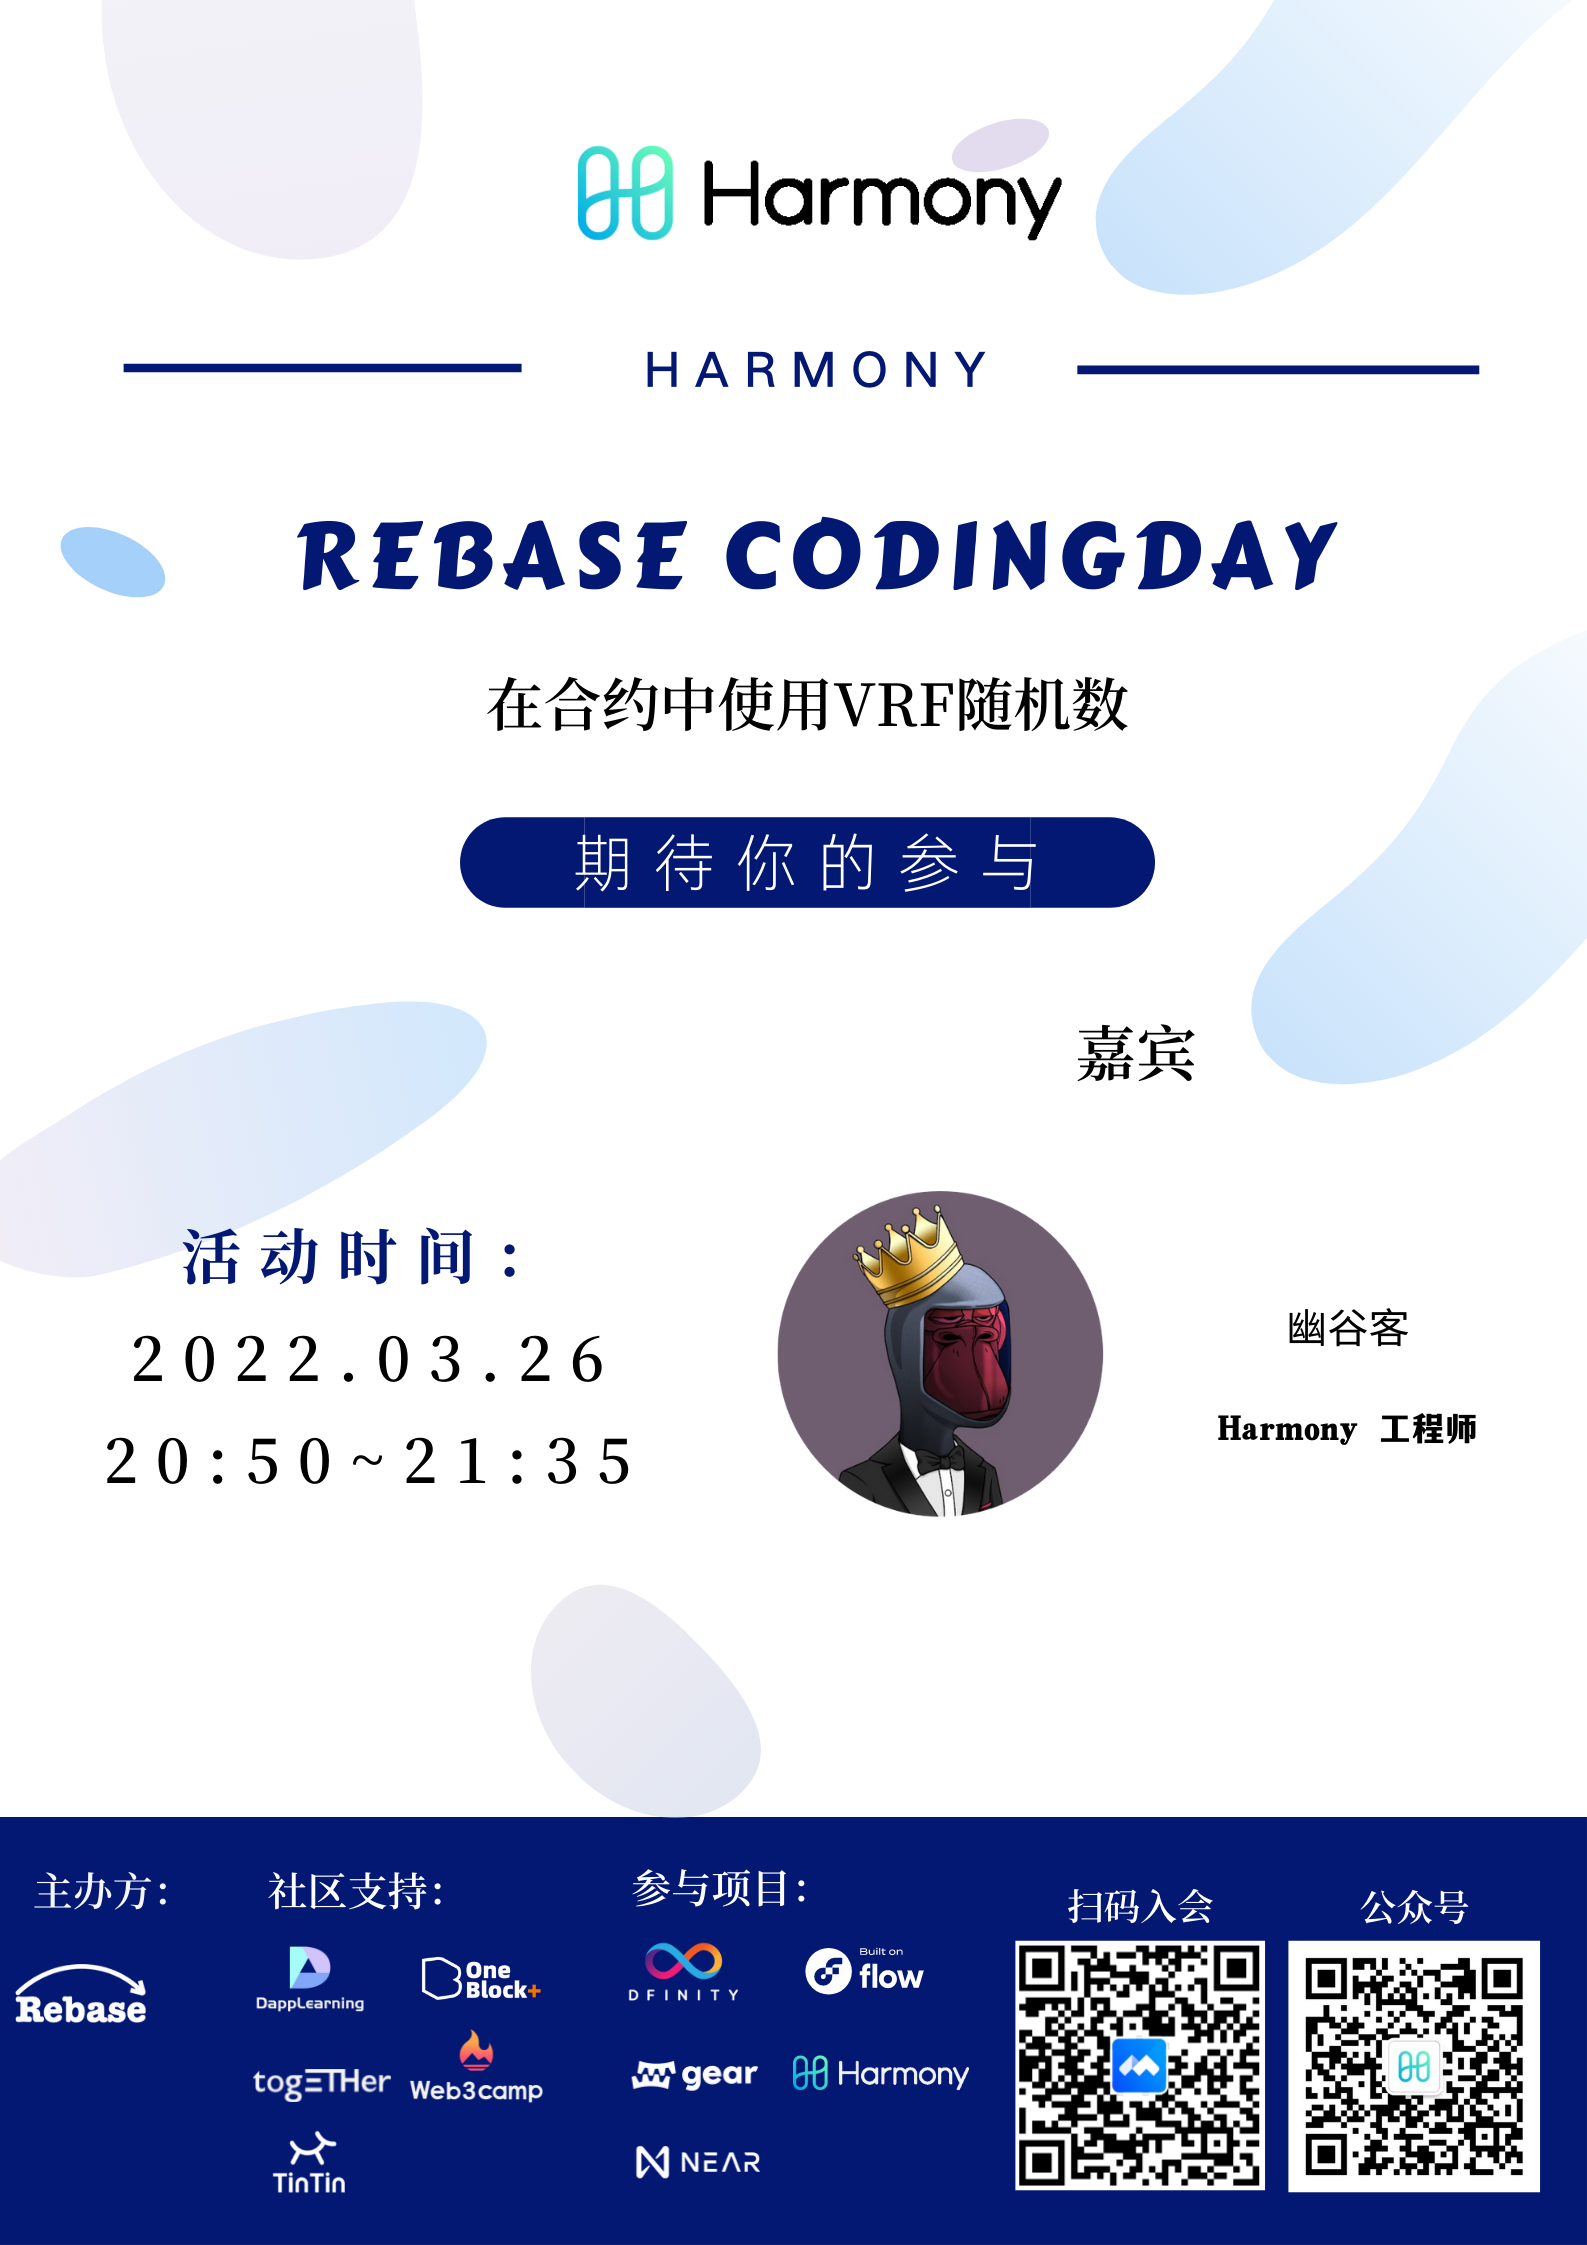 Harmony
HARMONY
REBASE CODINGDAY
在合约中使用VRF随机数
期待你的参与
嘉宾
活动时间：
2022.03.26
20:50~21:35
幽谷客
Harmony 工程师
主办方：
Rebase
社区支持：
DappLearning
One
Block+
togETHer
Web3camp
TinTin
参与项目：
DFINITY
Built on
flow
gear
Harmony
NEAR
扫码入会
公众号